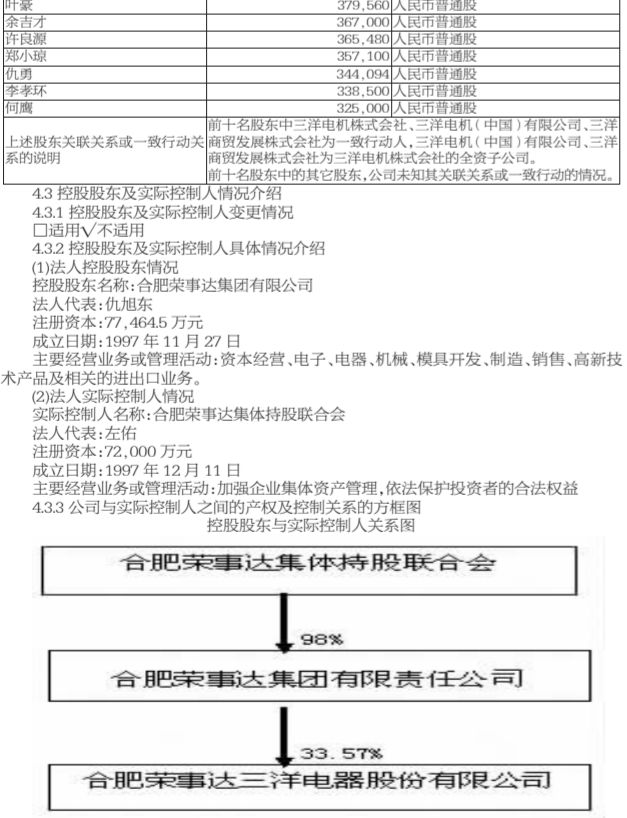 叶豪 379,560 人民币普通股
余吉才 367,000 人民币普通股
许良源 365,480 人民币普通股
郑小琼 357,100 人民币普通股
仇勇 344,094 人民币普通股
李孝环 338,500 人民币普通股
何鹰 325,000 人民币普通股
上述股东关联关系或一致行动关
系的说明
前十名股东中三洋电机株式会社、三洋电机(中国)有限公司、三洋
商贸发展株式会社为一致行动人,三洋电机(中国)有限公司、三洋
商贸发展株式会社为三洋电机株式会社的全资子公司。
前十名股东中的其它股东,公司未知其关联关系或一致行动的情况。
4.3 控股股东及实际控制人情况介绍
4.3.1 控股股东及实际控制人变更情况
□适用√不适用
4.3.2 控股股东及实际控制人具体情况介绍
(1)法人控股股东情况
控股股东名称:合肥荣事达集团有限公司
法人代表:仇旭东
注册资本:77,464.5 万元
成立日期:1997 年 11 月 27 日
主要经营业务或管理活动:资本经营、电子、电器、机械、模具开发、制造、销售、高新技
术产品及相关的进出口业务。
(2)法人实际控制人情况
实际控制人名称:合肥荣事达集体持股联合会
法人代表:左佑
注册资本:72,000 万元
成立日期:1997 年 12 月 11 日
主要经营业务或管理活动:加强企业集体资产管理,依法保护投资者的合法权益
4.3.3 公司与实际控制人之间的产权及控制关系的方框图
控股股东与实际控制人关系图
合肥荣事达集体持股联合会
98%
合肥荣事达集团有限责任公司
33.57%
合肥荣事达三洋电器股份有限公司